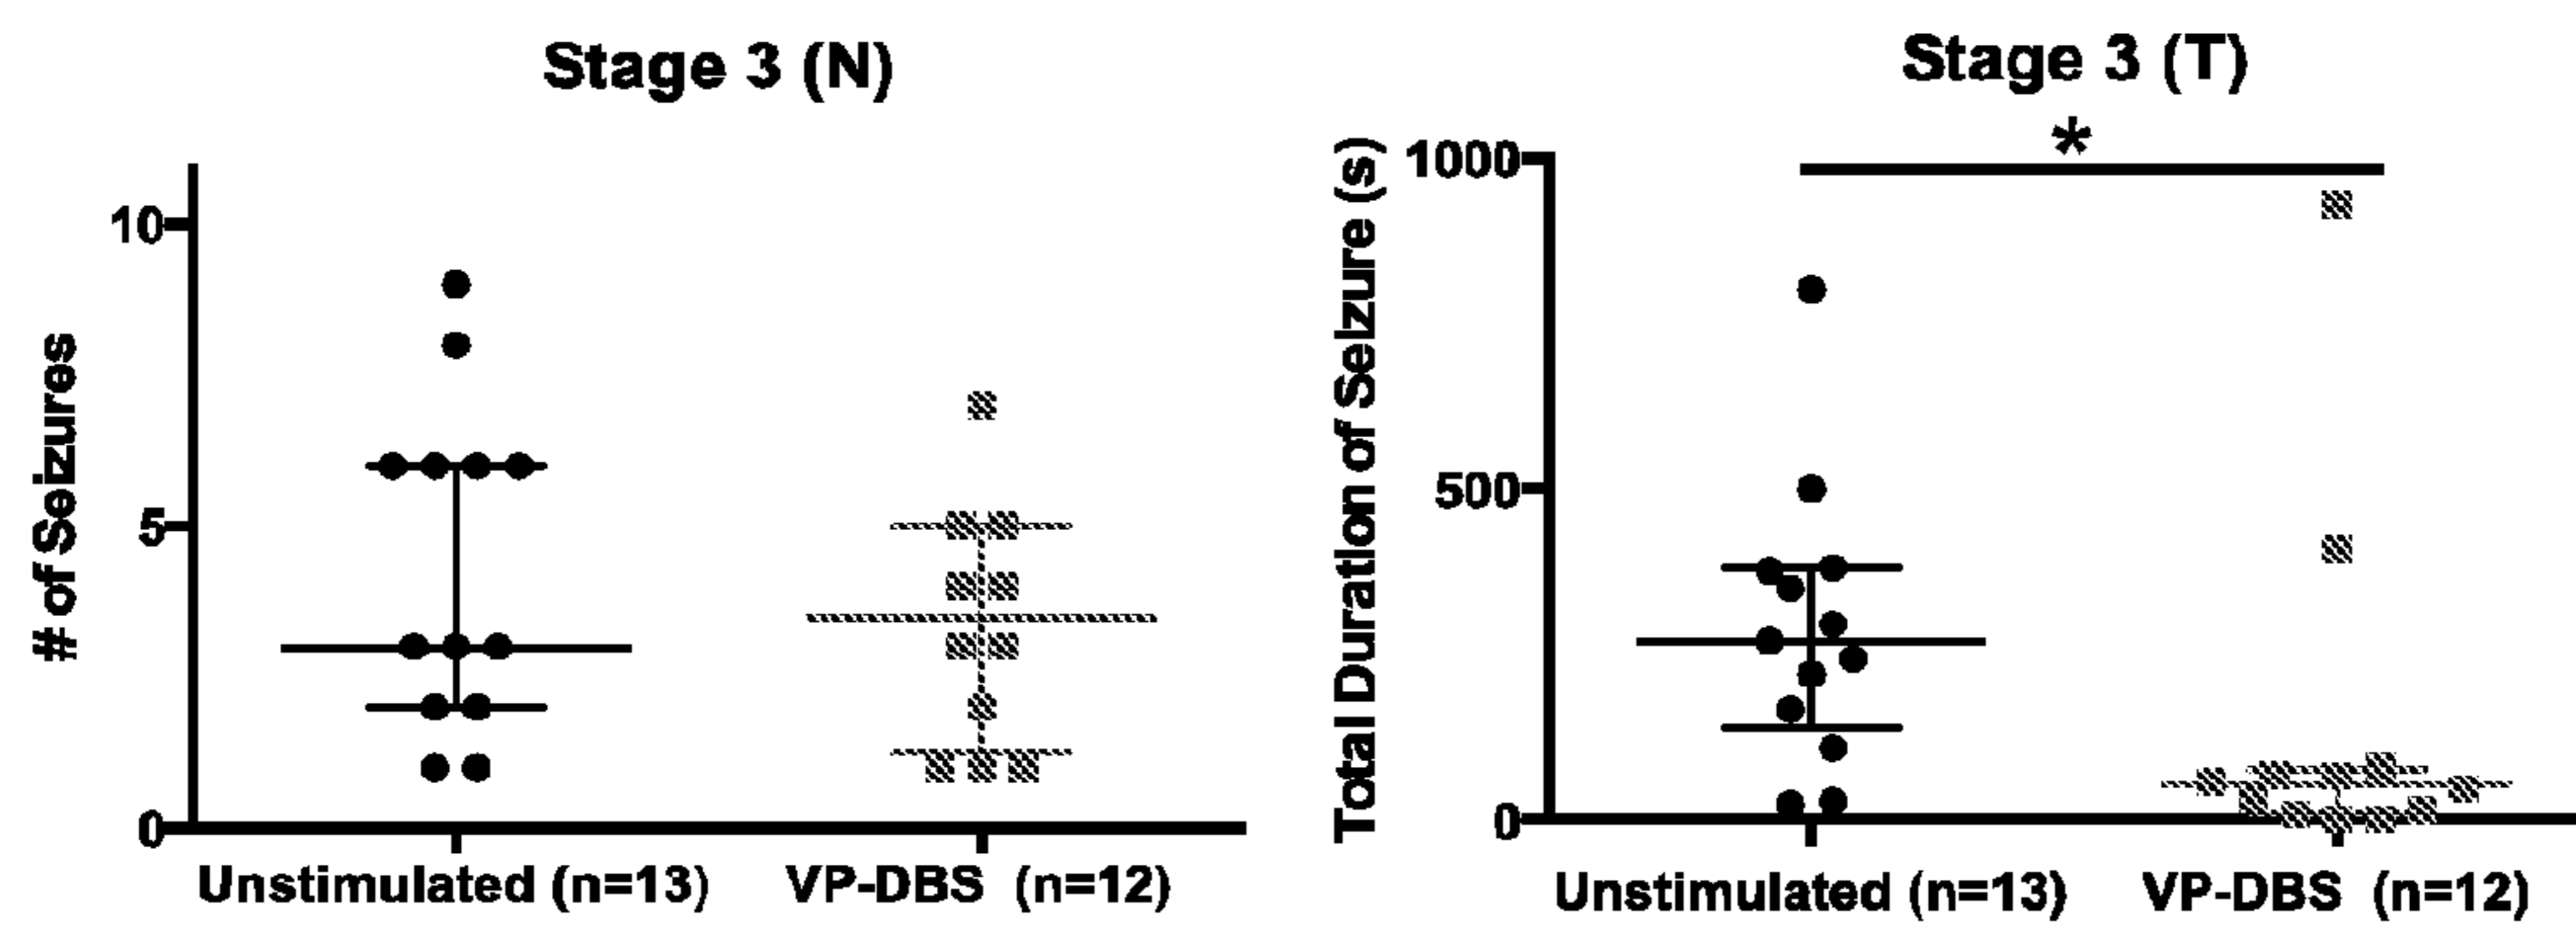 Stage 3 (N)
# of Seizures
10
5
0
Unstimulated (n=13)
VP-DBS (n=12)
Stage 3 (T)
*
Total Duration of Seizure (s)
1000
500
0
Unstimulated (n=13)
VP-DBS (n=12)